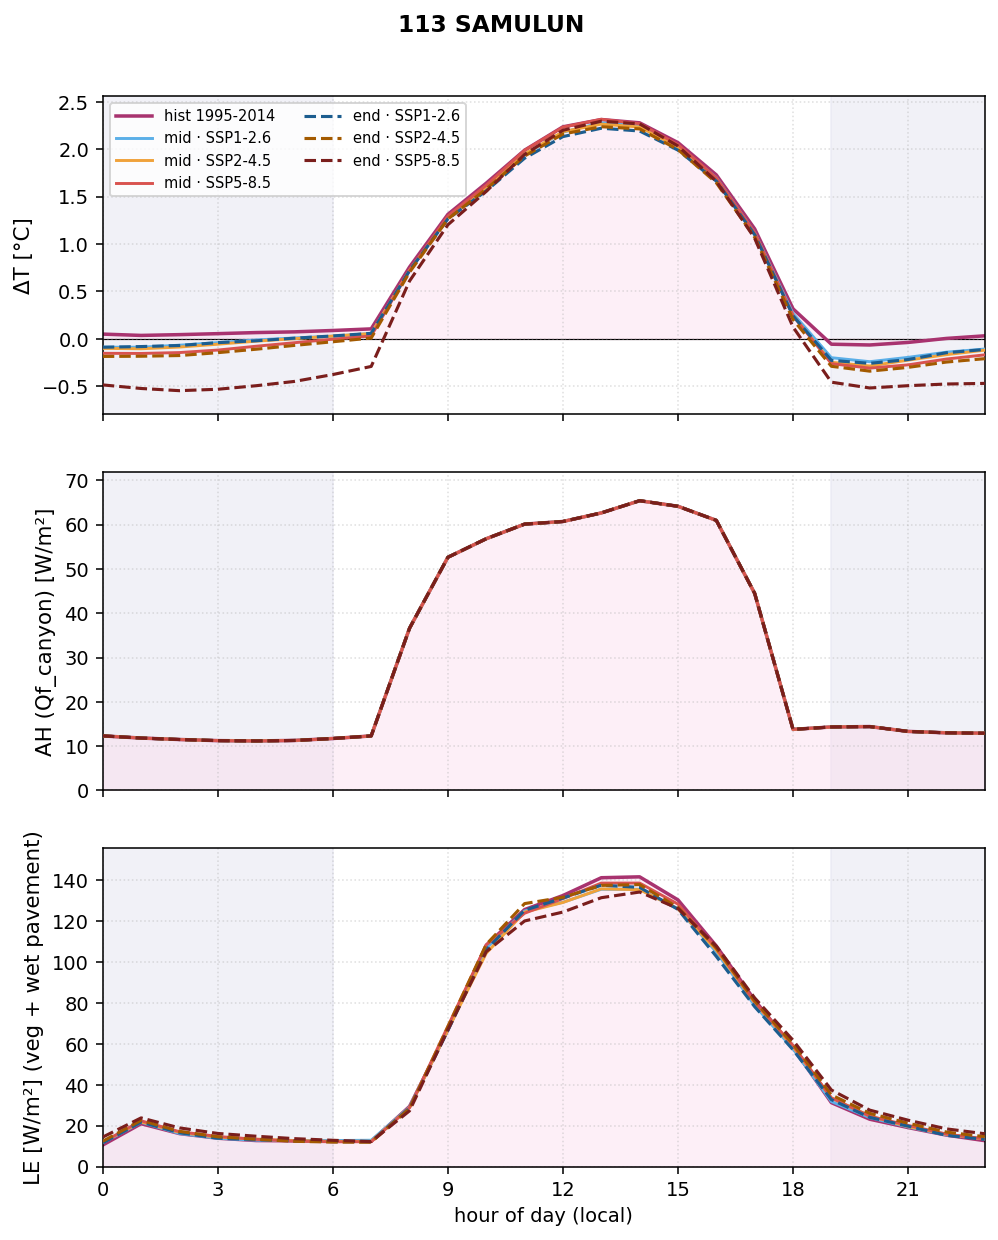 113 SAMULUN
ΔT [°C]
2.5
2.0
1.5
1.0
0.5
0.0
−0.5
hist 1995-2014
mid · SSP1-2.6
mid · SSP2-4.5
mid · SSP5-8.5
end · SSP1-2.6
end · SSP2-4.5
end · SSP5-8.5
AH (Qf_canyon) [W/m²]
70
60
50
40
30
20
10
0
LE [W/m²] (veg + wet pavement)
140
120
100
80
60
40
20
0
0 3 6 9 12 15 18 21
hour of day (local)